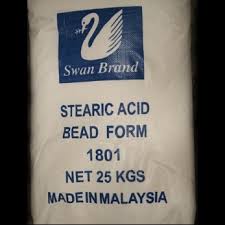 Swan Brand
STEARIC ACID
BEAD FORM
1801
NET 25 KGS
MADE IN MALAYSIA